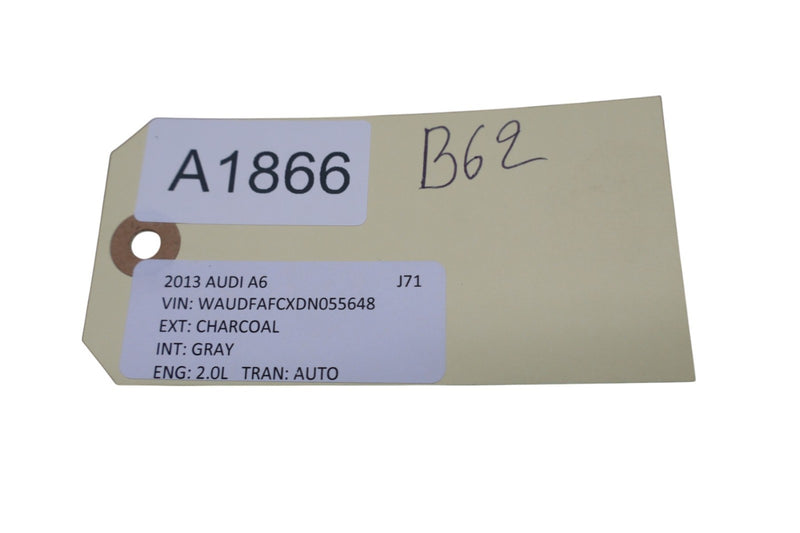 A1866
B62
2013 AUDI A6 J71
VIN: WAUDFAFCXDN055648
EXT: CHARCOAL
INT: GRAY
ENG: 2.0L TRAN: AUTO